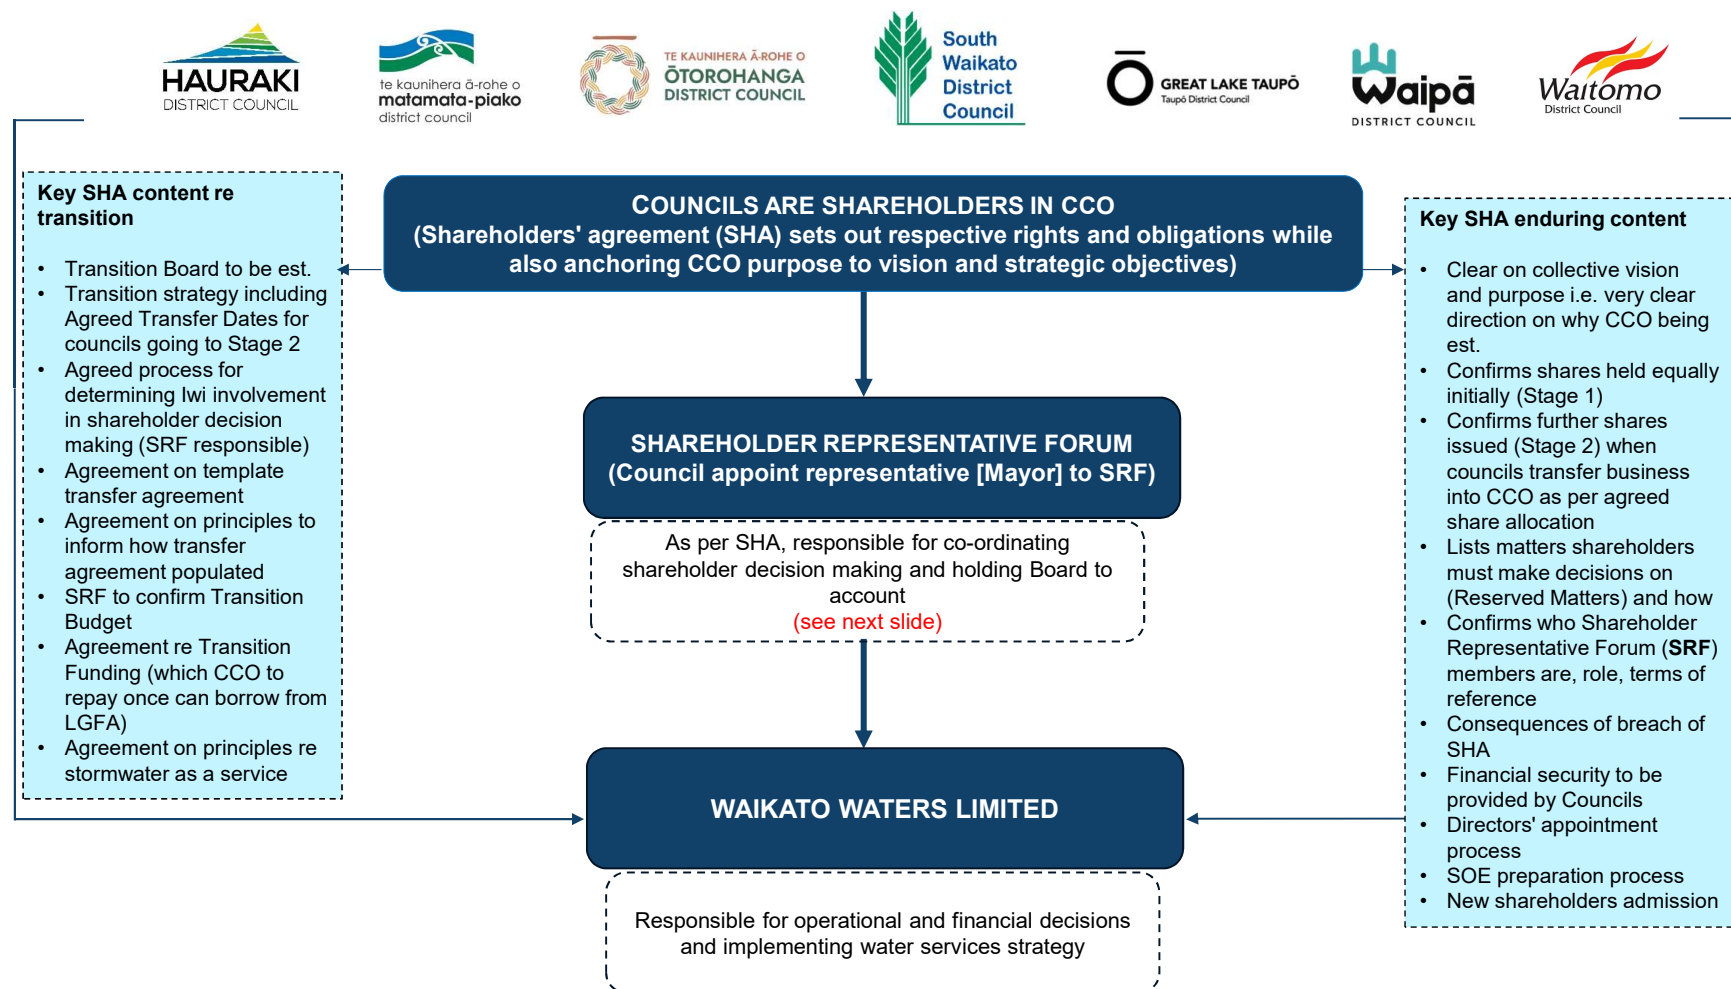 HAURAKI
DISTRICT COUNCIL
te kaunihera ā-rohe o
matamata-piako
district council
TE KAUNIHERA Ā-ROHE O
ŌTOROHANGA
DISTRICT COUNCIL
South
Waikato
District
Council
GREAT LAKE TAUPŌ
Taupō District Council
Waipā
DISTRICT COUNCIL
Waitomo
District Council
Key SHA content re
transition
• Transition Board to be est.
• Transition strategy including
Agreed Transfer Dates for
councils going to Stage 2
• Agreed process for
determining Iwi involvement
in shareholder decision
making (SRF responsible)
• Agreement on template
transfer agreement
• Agreement on principles to
inform how transfer
agreement populated
• SRF to confirm Transition
Budget
• Agreement re Transition
Funding (which CCO to
repay once can borrow from
LGFA)
• Agreement on principles re
stormwater as a service
COUNCILS ARE SHAREHOLDERS IN CCO
(Shareholders' agreement (SHA) sets out respective rights and obligations while
also anchoring CCO purpose to vision and strategic objectives)
SHAREHOLDER REPRESENTATIVE FORUM
(Council appoint representative [Mayor] to SRF)
As per SHA, responsible for co-ordinating
shareholder decision making and holding Board to
account
(see next slide)
WAIKATO WATERS LIMITED
Responsible for operational and financial decisions
and implementing water services strategy
Key SHA enduring content
• Clear on collective vision
and purpose i.e. very clear
direction on why CCO being
est.
• Confirms shares held equally
initially (Stage 1)
• Confirms further shares
issued (Stage 2) when
councils transfer business
into CCO as per agreed
share allocation
• Lists matters shareholders
must make decisions on
(Reserved Matters) and how
• Confirms who Shareholder
Representative Forum (SRF)
members are, role, terms of
reference
• Consequences of breach of
SHA
• Financial security to be
provided by Councils
• Directors' appointment
process
• SOE preparation process
• New shareholders admission